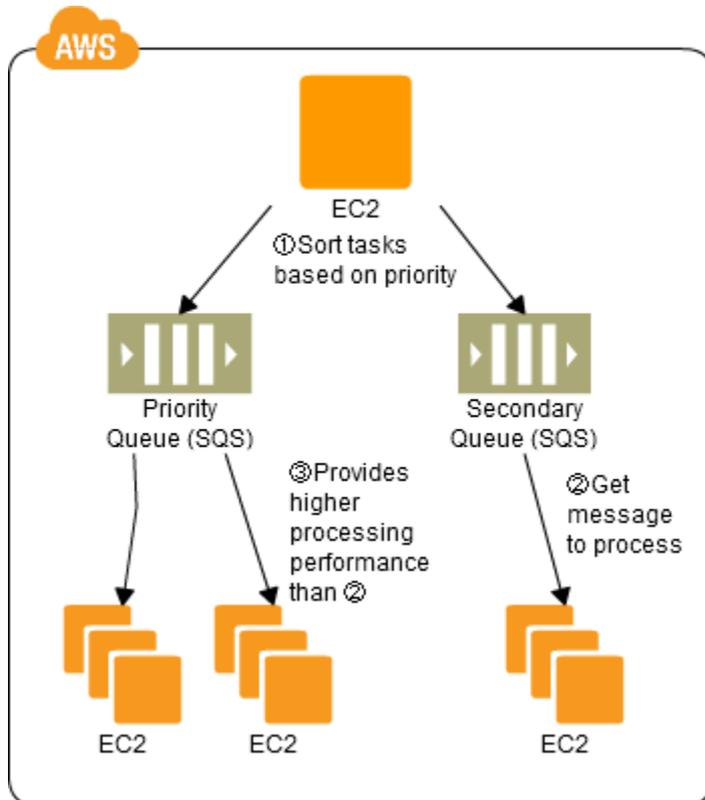 AWS
EC2
①Sort tasks
based on priority
Priority
Queue (SQS)
Secondary
Queue (SQS)
③Provides
higher
processing
performance
than ②
②Get
message
to process
EC2
EC2
EC2